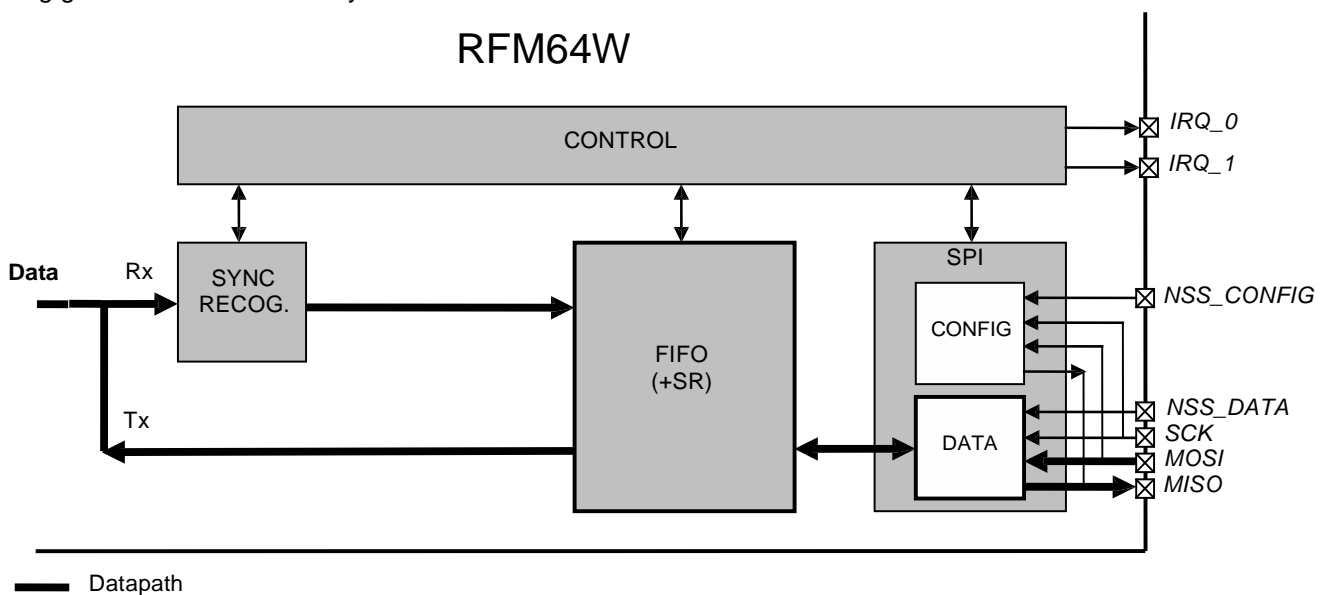 RFM64W
CONTROL
IRQ_0
IRQ_1
Data
Rx
SYNC
RECOG.
SPI
NSS_CONFIG
CONFIG
FIFO
(+SR)
Tx
NSS_DATA
SCK
DATA
MOSI
MISO
Datapath